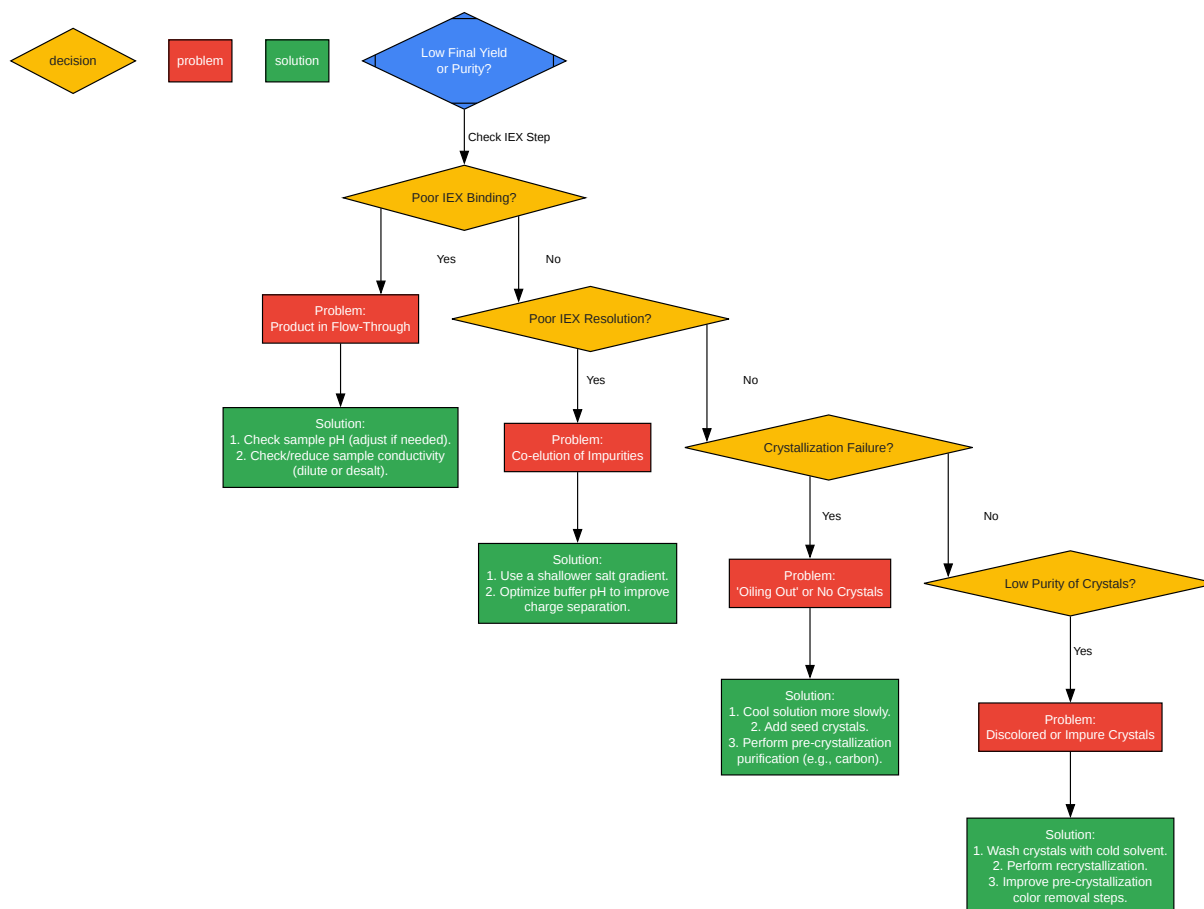 decision
problem
solution
Low Final Yield
or Purity?
Check IEX Step
Poor IEX Binding?
Yes
No
Problem:
Product in Flow-Through
Poor IEX Resolution?
Solution:
1. Check sample pH (adjust if needed).
2. Check/reduce sample conductivity
(dilute or desalt).
Yes
No
Problem:
Co-elution of Impurities
Crystallization Failure?
Solution:
1. Use a shallower salt gradient.
2. Optimize buffer pH to improve
charge separation.
Yes
No
Problem:
'Oiling Out' or No Crystals
Low Purity of Crystals?
Solution:
1. Cool solution more slowly.
2. Add seed crystals.
3. Perform pre-crystallization
purification (e.g., carbon).
Yes
Problem:
Discolored or Impure Crystals
Solution:
1. Wash crystals with cold solvent.
2. Perform recrystallization.
3. Improve pre-crystallization
color removal steps.